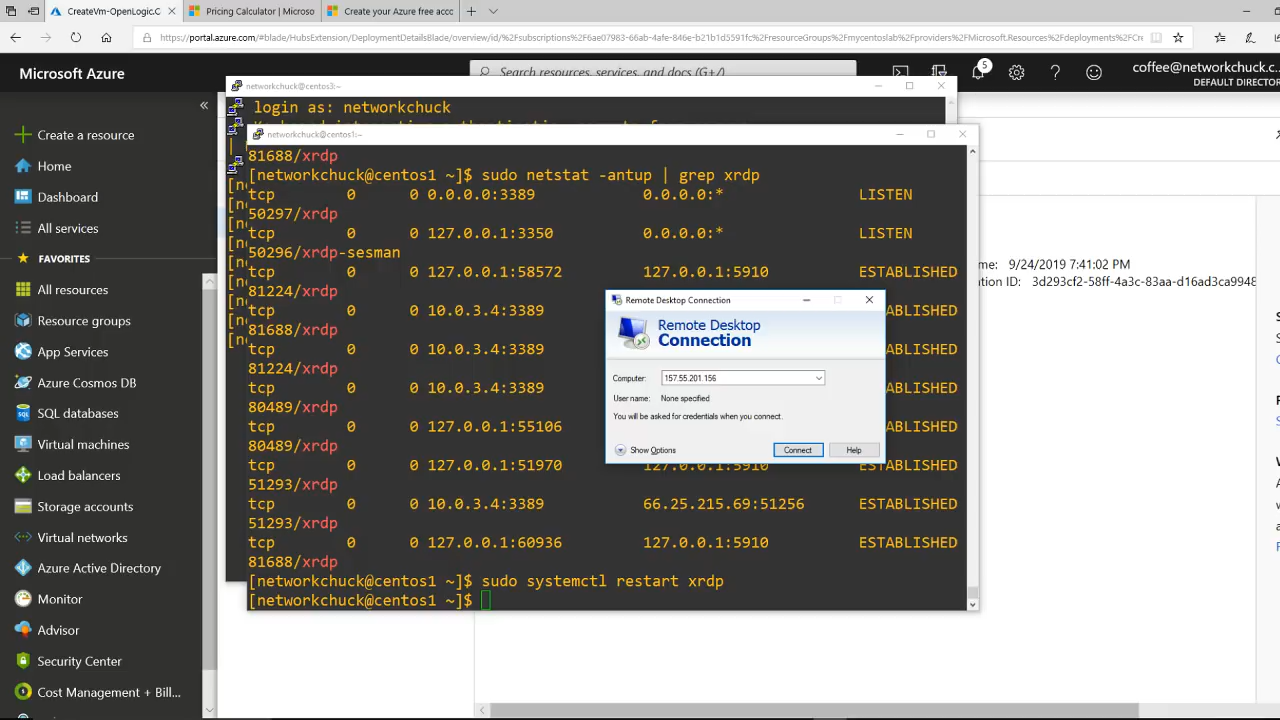 CreateVm-OpenLogic.C
Pricing Calculator | Microso
Create your Azure free acco
https://portal.azure.com/#blade/HubsExtension/DeploymentDetailsBlade/overview/id/%2Fsubscriptions%2F6ae07983-66ab-4afe-846e-b21b1d5591c5%2FresourceGroups%2Fmycentoslab%2Fproviders%2FMicrosoft.Resources%2Fdeployments%2FCre
Microsoft Azure
Search resources, services, and docs (G+/)
5
coffee@networkchuck.c...
DEFAULT DIRECTOR
Create a resource
Home
Dashboard
All services
FAVORITES
All resources
Resource groups
App Services
Azure Cosmos DB
SQL databases
Virtual machines
Load balancers
Storage accounts
Virtual networks
Azure Active Directory
Monitor
Advisor
Security Center
Cost Management + Bill...
networkchuck@centos3:~
login as: networkchuck
networkchuck@centos1:~
81688/xrdp
[networkchuck@centos1 ~]$ sudo netstat -antup | grep xrdp
tcp 0 0 0.0.0.0:3389 0.0.0.0:* LISTEN
50297/xrdp
tcp 0 0 127.0.0.1:3350 0.0.0.0:* LISTEN
50296/xrdp-sesman
tcp 0 0 127.0.0.1:58572 127.0.0.1:5910 ESTABLISHED
81224/xrdp
tcp 0 0 10.0.3.4:3389 ESTABLISHED
81688/xrdp
tcp 0 0 10.0.3.4:3389 ESTABLISHED
81224/xrdp
tcp 0 0 10.0.3.4:3389 ESTABLISHED
80489/xrdp
tcp 0 0 127.0.0.1:55106 ESTABLISHED
80489/xrdp
tcp 0 0 127.0.0.1:51970 127.0.0.1:5910 ESTABLISHED
51293/xrdp
tcp 0 0 10.0.3.4:3389 66.25.215.69:51256 ESTABLISHED
51293/xrdp
tcp 0 0 127.0.0.1:60936 127.0.0.1:5910 ESTABLISHED
81688/xrdp
[networkchuck@centos1 ~]$ sudo systemctl restart xrdp
[networkchuck@centos1 ~]$
Remote Desktop Connection
Remote Desktop
Connection
Computer: 157.55.201.156
User name: None specified
You will be asked for credentials when you connect.
Show Options
Connect
Help
me: 9/24/2019 7:41:02 PM
tion ID: 3d293cf2-58ff-4a3c-83aa-d16ad3ca9948